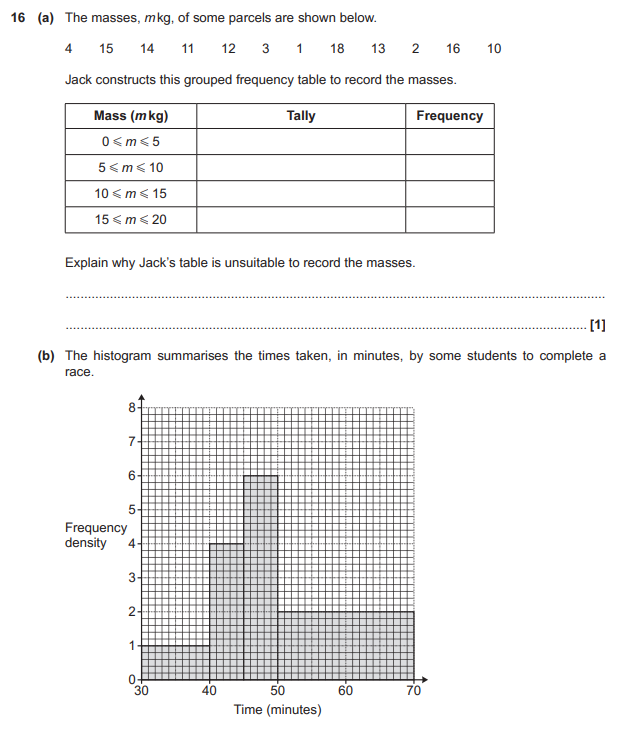 16 (a) The masses, m kg, of some parcels are shown below.
4 15 14 11 12 3 1 18 13 2 16 10
Jack constructs this grouped frequency table to record the masses.
Mass (m kg) Tally Frequency
0 ⩽ m ⩽ 5
5 ⩽ m ⩽ 10
10 ⩽ m ⩽ 15
15 ⩽ m ⩽ 20
Explain why Jack's table is unsuitable to record the masses.
..........................................................................................................................................
..................................................................................................................................... [1]
(b) The histogram summarises the times taken, in minutes, by some students to complete a
race.
8
7
6
5
Frequency
density 4
3
2
1
0
30 40 50 60 70
Time (minutes)